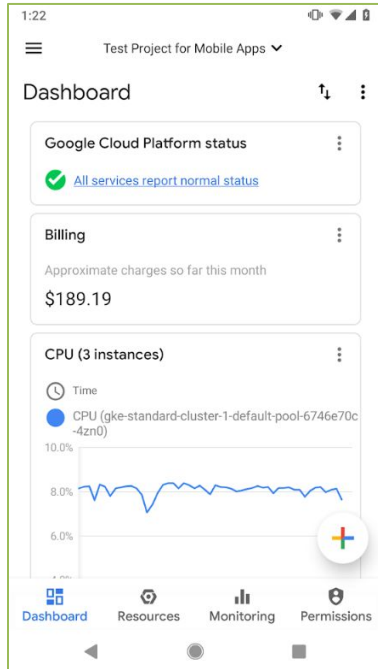 1:22
Test Project for Mobile Apps
Dashboard
Google Cloud Platform status
All services report normal status
Billing
Approximate charges so far this month
$189.19
CPU (3 instances)
Time
CPU (gke-standard-cluster-1-default-pool-6746e70c
-4zn0)
10.0%
8.0%
6.0%
Dashboard Resources Monitoring Permissions